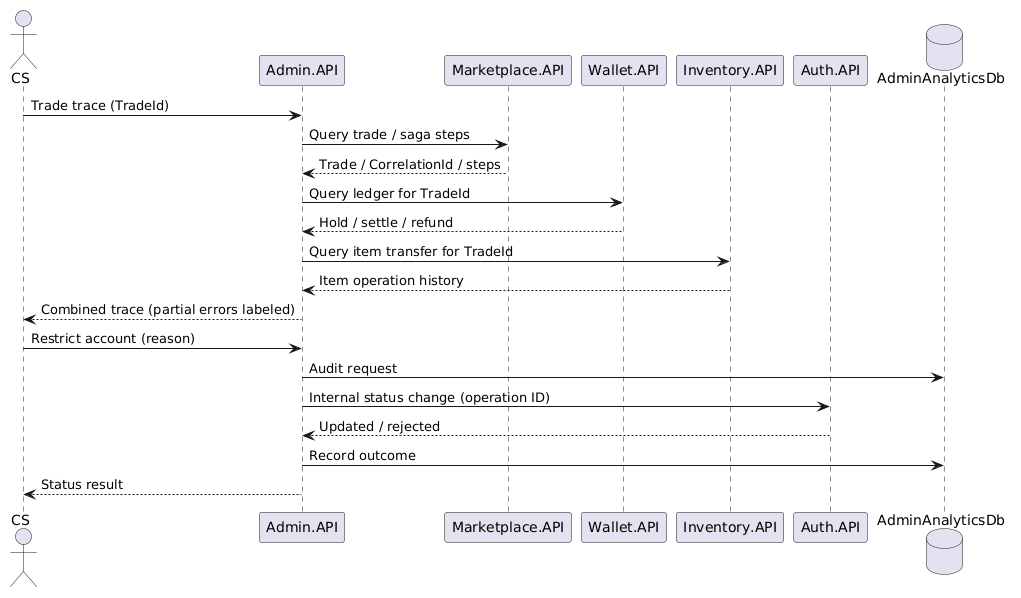 CS
Admin.API
Marketplace.API
Wallet.API
Inventory.API
Auth.API
AdminAnalyticsDb
Trade trace (TradeId)
Query trade / saga steps
Trade / CorrelationId / steps
Query ledger for TradeId
Hold / settle / refund
Query item transfer for TradeId
Item operation history
Combined trace (partial errors labeled)
Restrict account (reason)
Audit request
Internal status change (operation ID)
Updated / rejected
Record outcome
Status result
CS
Admin.API
Marketplace.API
Wallet.API
Inventory.API
Auth.API
AdminAnalyticsDb